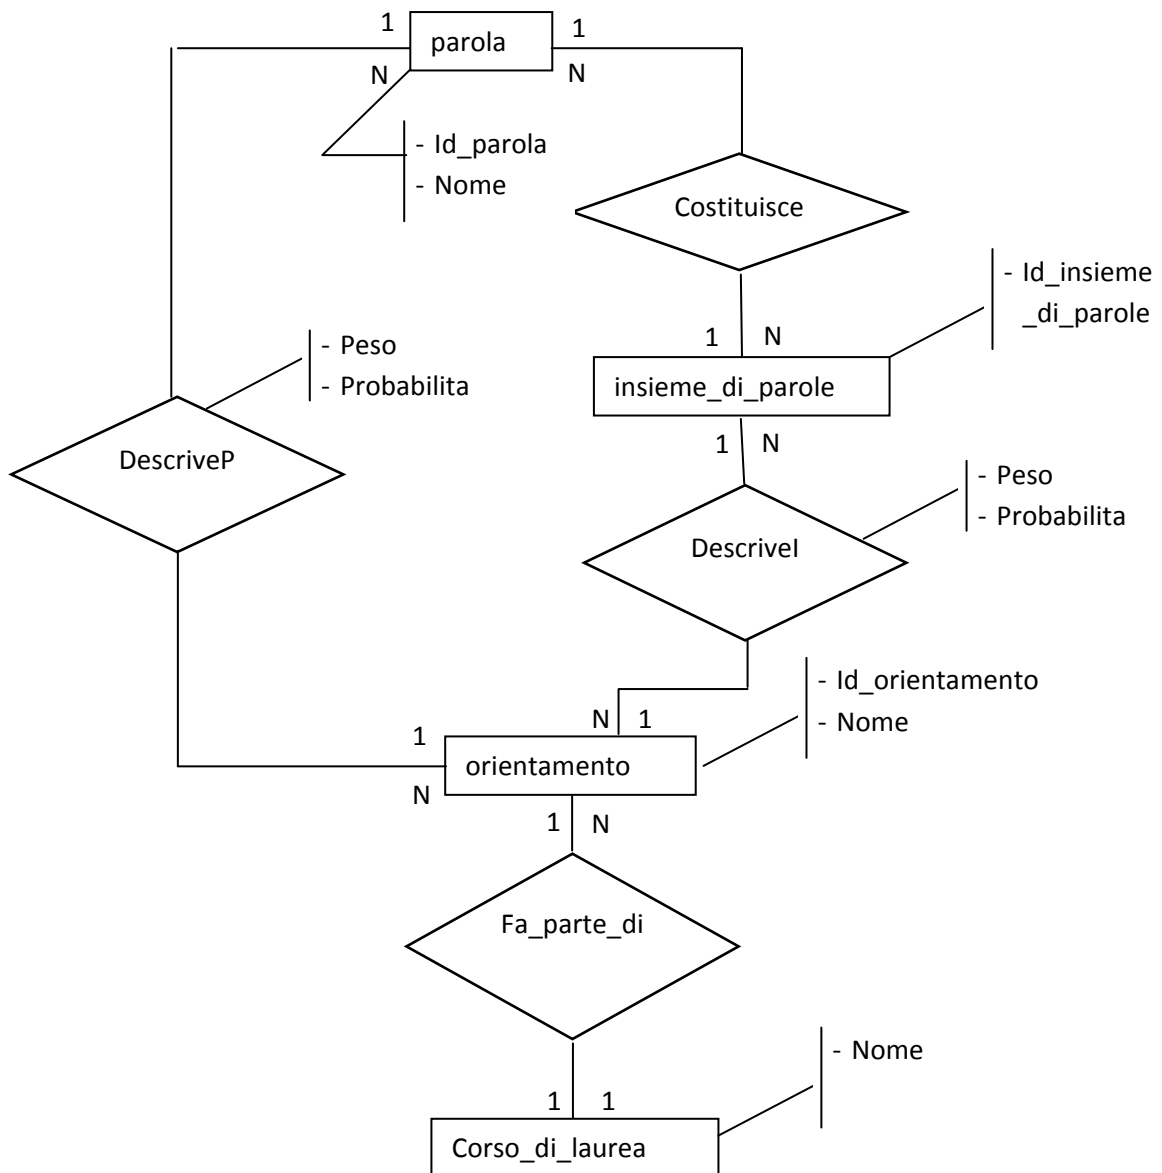 1
1
parola
N
N
- Id_parola
- Nome
Costituisce
- Id_insieme
_di_parole
1 N
- Peso
- Probabilita
insieme_di_parole
1 N
DescriveP
- Peso
- Probabilita
DescriveI
- Id_orientamento
- Nome
N 1
1
orientamento
N
1 N
Fa_parte_di
- Nome
1 1
Corso_di_laurea